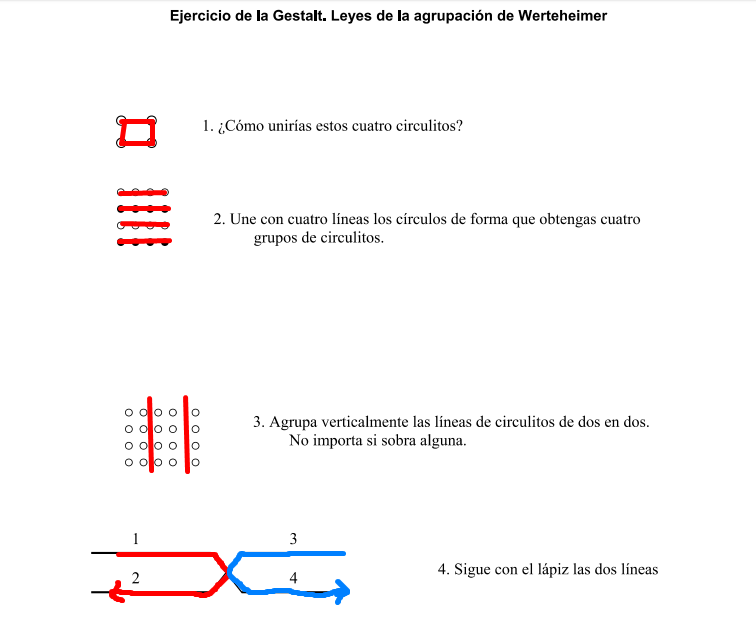 Ejercicio de la Gestalt. Leyes de la agrupación de Werteheimer
1. ¿Cómo unirías estos cuatro circulitos?
2. Une con cuatro líneas los círculos de forma que obtengas cuatro
grupos de circulitos.
3. Agrupa verticalmente las líneas de circulitos de dos en dos.
No importa si sobra alguna.
1 3
2 4
4. Sigue con el lápiz las dos líneas